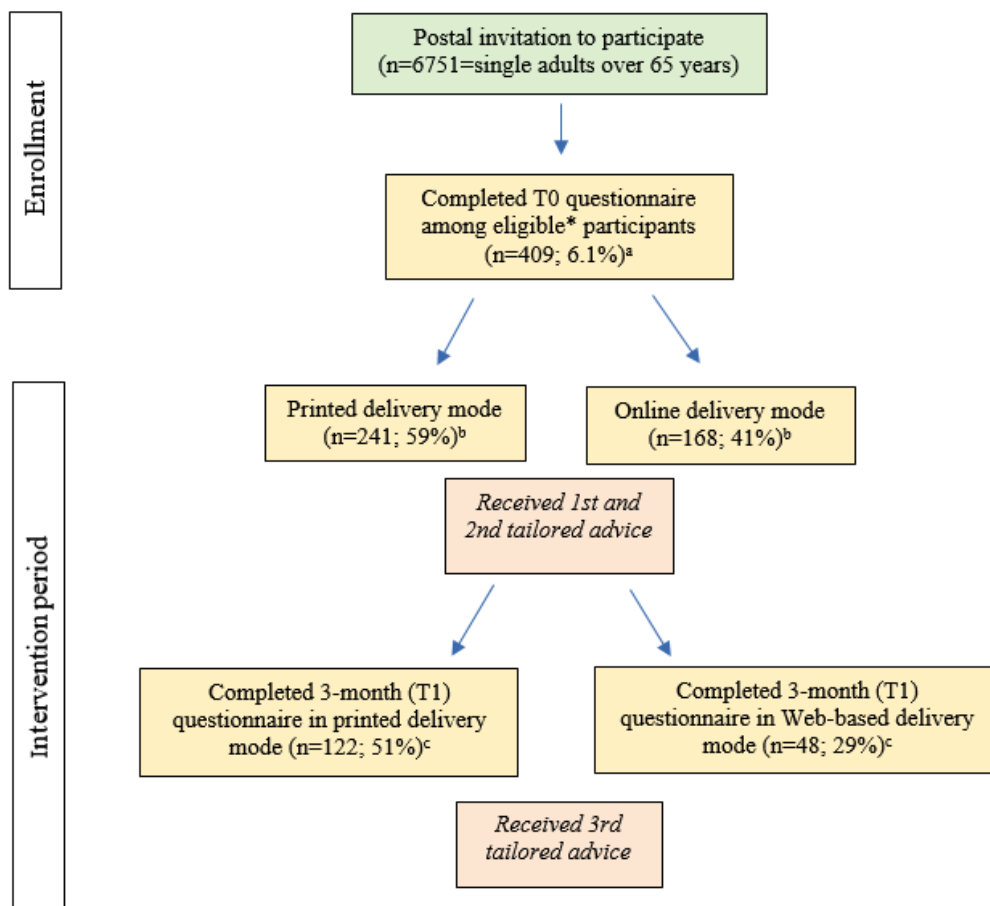 Enrollment
Postal invitation to participate
(n=6751=single adults over 65 years)
Completed T0 questionnaire
among eligible* participants
(n=409; 6.1%)ᵃ
Intervention period
Printed delivery mode
(n=241; 59%)ᵇ
Online delivery mode
(n=168; 41%)ᵇ
Received 1st and
2nd tailored advice
Completed 3-month (T1)
questionnaire in printed delivery
mode (n=122; 51%)ᶜ
Completed 3-month (T1)
questionnaire in Web-based delivery
mode (n=48; 29%)ᶜ
Received 3rd
tailored advice